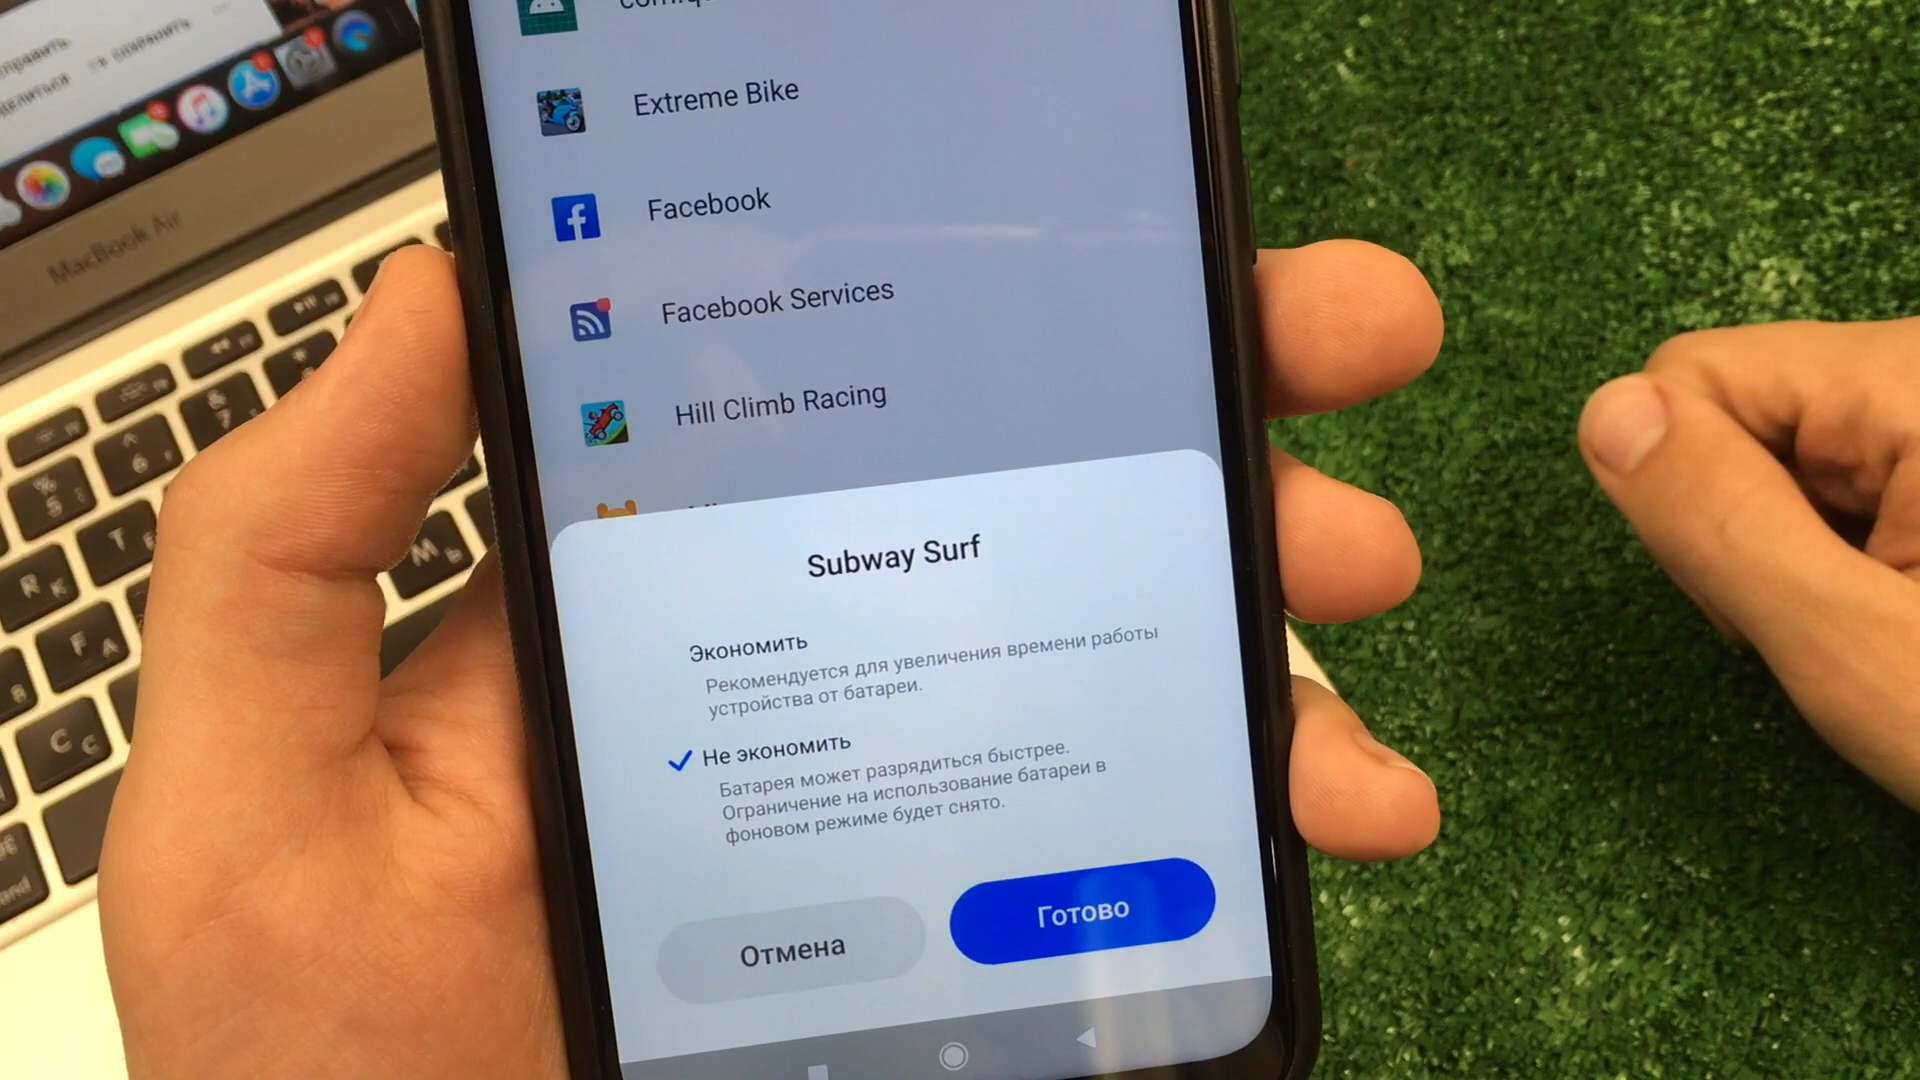 Extreme Bike
Facebook
Facebook Services
Hill Climb Racing
Subway Surf
Экономить
Рекомендуется для увеличения времени работы
устройства от батареи.
Не экономить
Батарея может разрядиться быстрее.
Ограничение на использование батареи в
фоновом режиме будет снято.
Отмена
Готово
MacBook Air